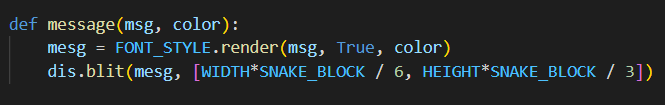 def message(msg, color):
    mesg = FONT_STYLE.render(msg, True, color)
    dis.blit(mesg, [WIDTH*SNAKE_BLOCK / 6, HEIGHT*SNAKE_BLOCK / 3])